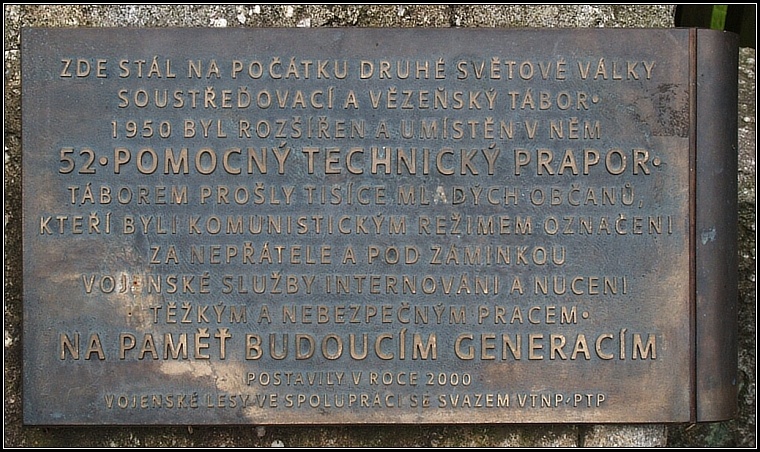 ZDE STÁL NA POČÁTKU DRUHÉ SVĚTOVÉ VÁLKY
SOUSTŘEĎOVACÍ A VĚZEŇSKÝ TÁBOR•
1950 BYL ROZŠÍŘEN A UMÍSTĚN V NĚM
52•POMOCNÝ TECHNICKÝ PRAPOR•
TÁBOREM PROŠLY TISÍCE MLADÝCH OBČANŮ,
KTEŘÍ BYLI KOMUNISTICKÝM REŽIMEM OZNAČENI
ZA NEPŘÁTELE A POD ZÁMINKOU
VOJENSKÉ SLUŽBY INTERNOVÁNI A NUCENI
K TĚŽKÝM A NEBEZPEČNÝM PRACEM•
NA PAMĚŤ BUDOUCÍM GENERACÍM
POSTAVILY V ROCE 2000
VOJENSKÉ LESY VE SPOLUPRÁCI SE SVAZEM VTNP-PTP